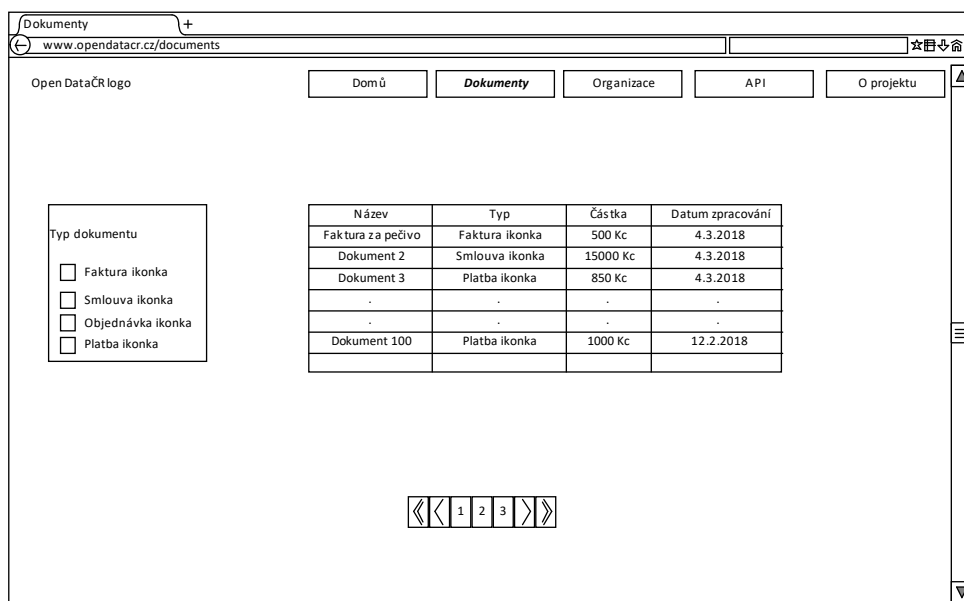 Dokumenty +
www.opendatacr.cz/documents
Open DataČR logo Domů Dokumenty Organizace API O projektu
Typ dokumentu
Faktura ikonka
Smlouva ikonka
Objednávka ikonka
Platba ikonka
Název Typ Částka Datum zpracování
Faktura za pečivo Faktura ikonka 500 Kc 4.3.2018
Dokument 2 Smlouva ikonka 15000 Kc 4.3.2018
Dokument 3 Platba ikonka 850 Kc 4.3.2018
. . . .
. . . .
Dokument 100 Platba ikonka 1000 Kc 12.2.2018
1 2 3